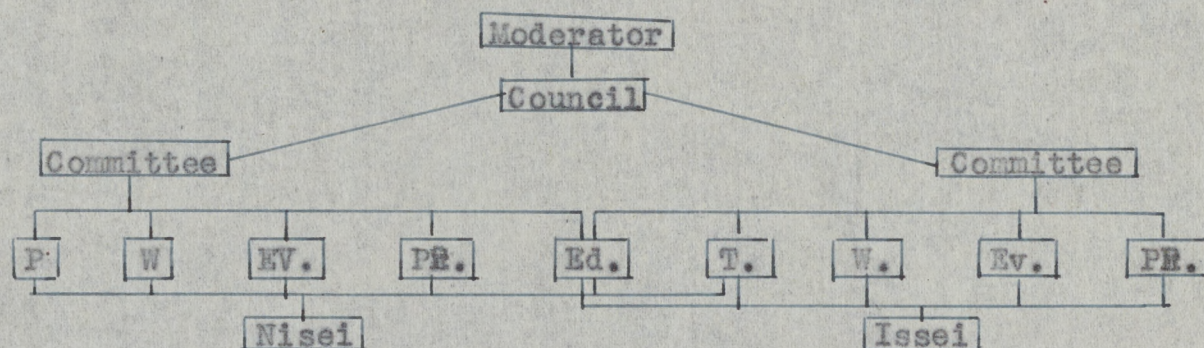 Moderator
Council
Committee Committee
P W EV. PR. Ed. T. W. Ev. PR.
Nisei Issei